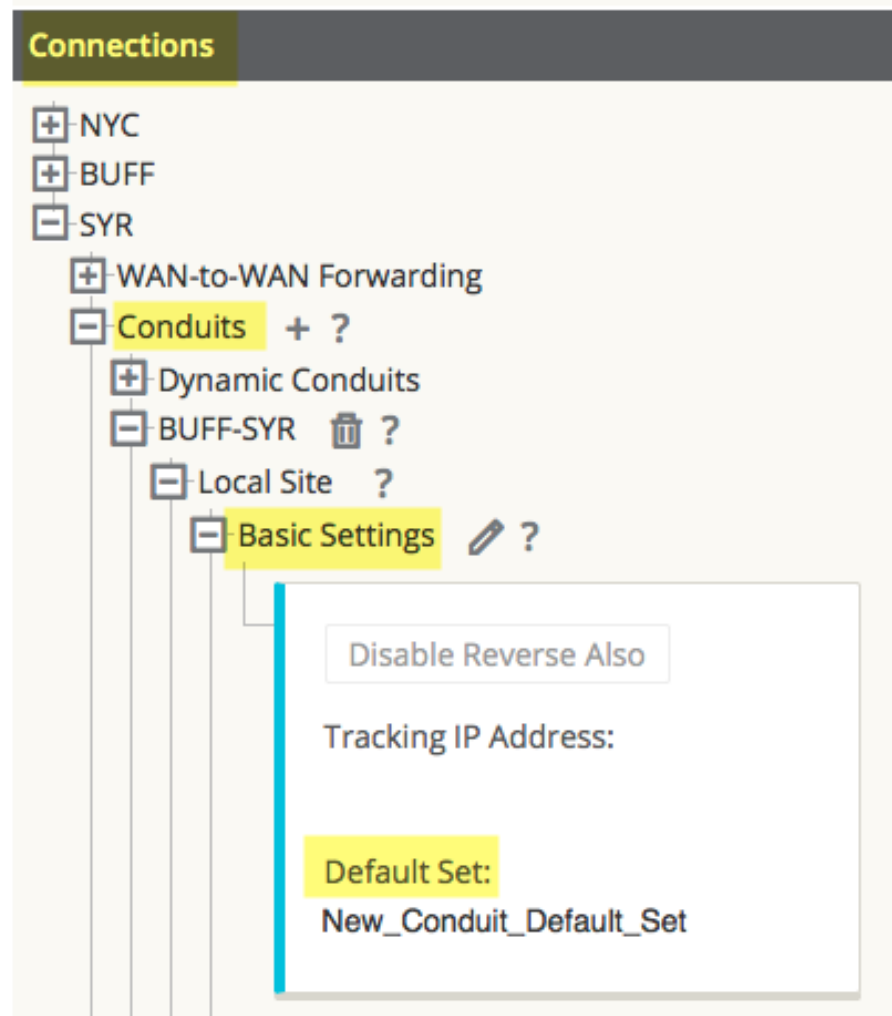 Connections
NYC
BUFF
SYR
WAN-to-WAN Forwarding
Conduits + ?
Dynamic Conduits
BUFF-SYR ?
Local Site ?
Basic Settings ?
Disable Reverse Also
Tracking IP Address:
Default Set:
New_Conduit_Default_Set